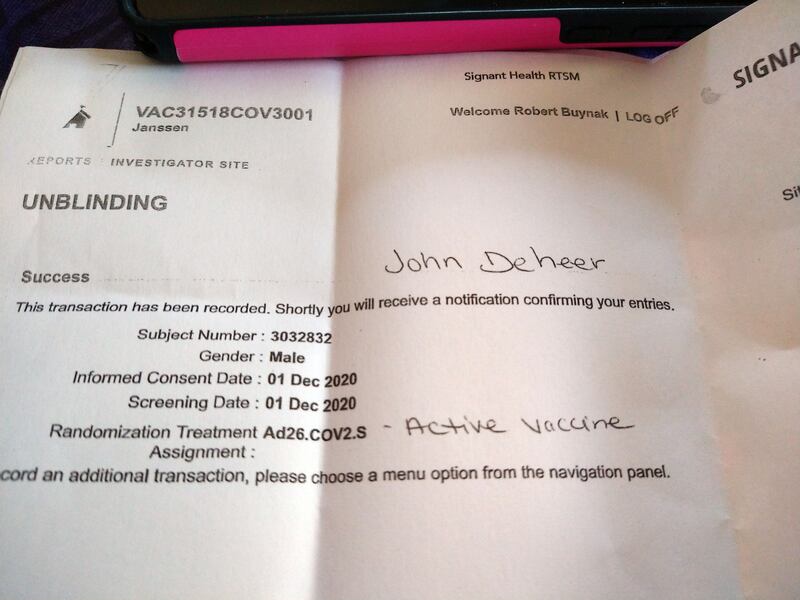 Signant Health RTSM
SIGNA
VAC31518COV3001
Janssen
Welcome Robert Buynak | LOG OFF
REPORTS INVESTIGATOR SITE
UNBLINDING
John Deheer
Success
This transaction has been recorded. Shortly you will receive a notification confirming your entries.
Subject Number : 3032832
Gender : Male
Informed Consent Date : 01 Dec 2020
Screening Date : 01 Dec 2020
Randomization Treatment Ad26.COV2.S - Active Vaccine
Assignment :
cord an additional transaction, please choose a menu option from the navigation panel.